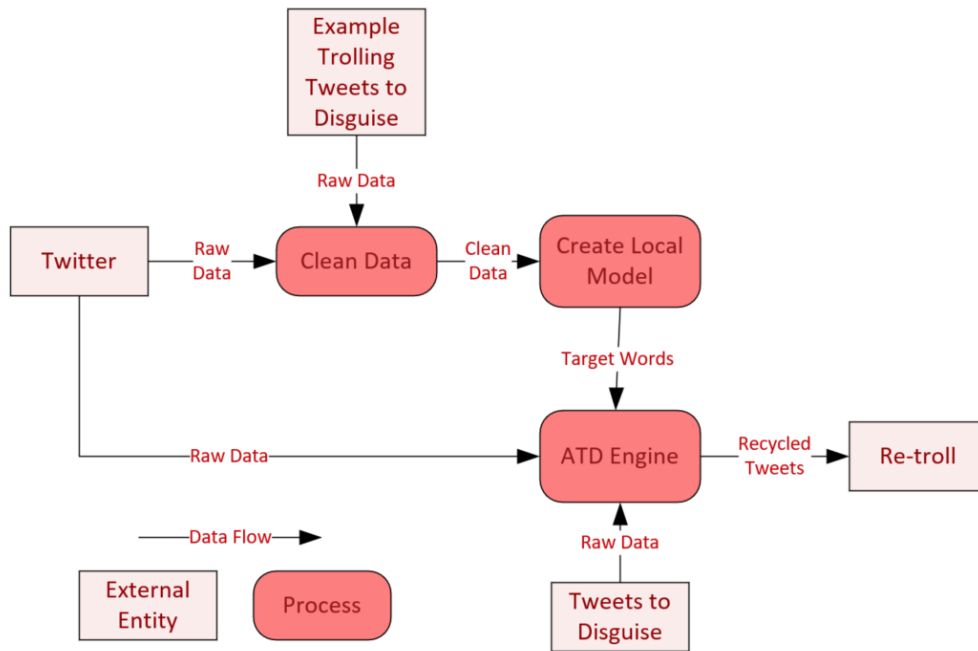 Example
Trolling
Tweets to
Disguise
Raw Data
Twitter
Raw
Data
Clean Data
Clean
Data
Create Local
Model
Target Words
Raw Data
ATD Engine
Recycled
Tweets
Re-troll
Data Flow
Raw Data
External
Entity
Process
Tweets to
Disguise